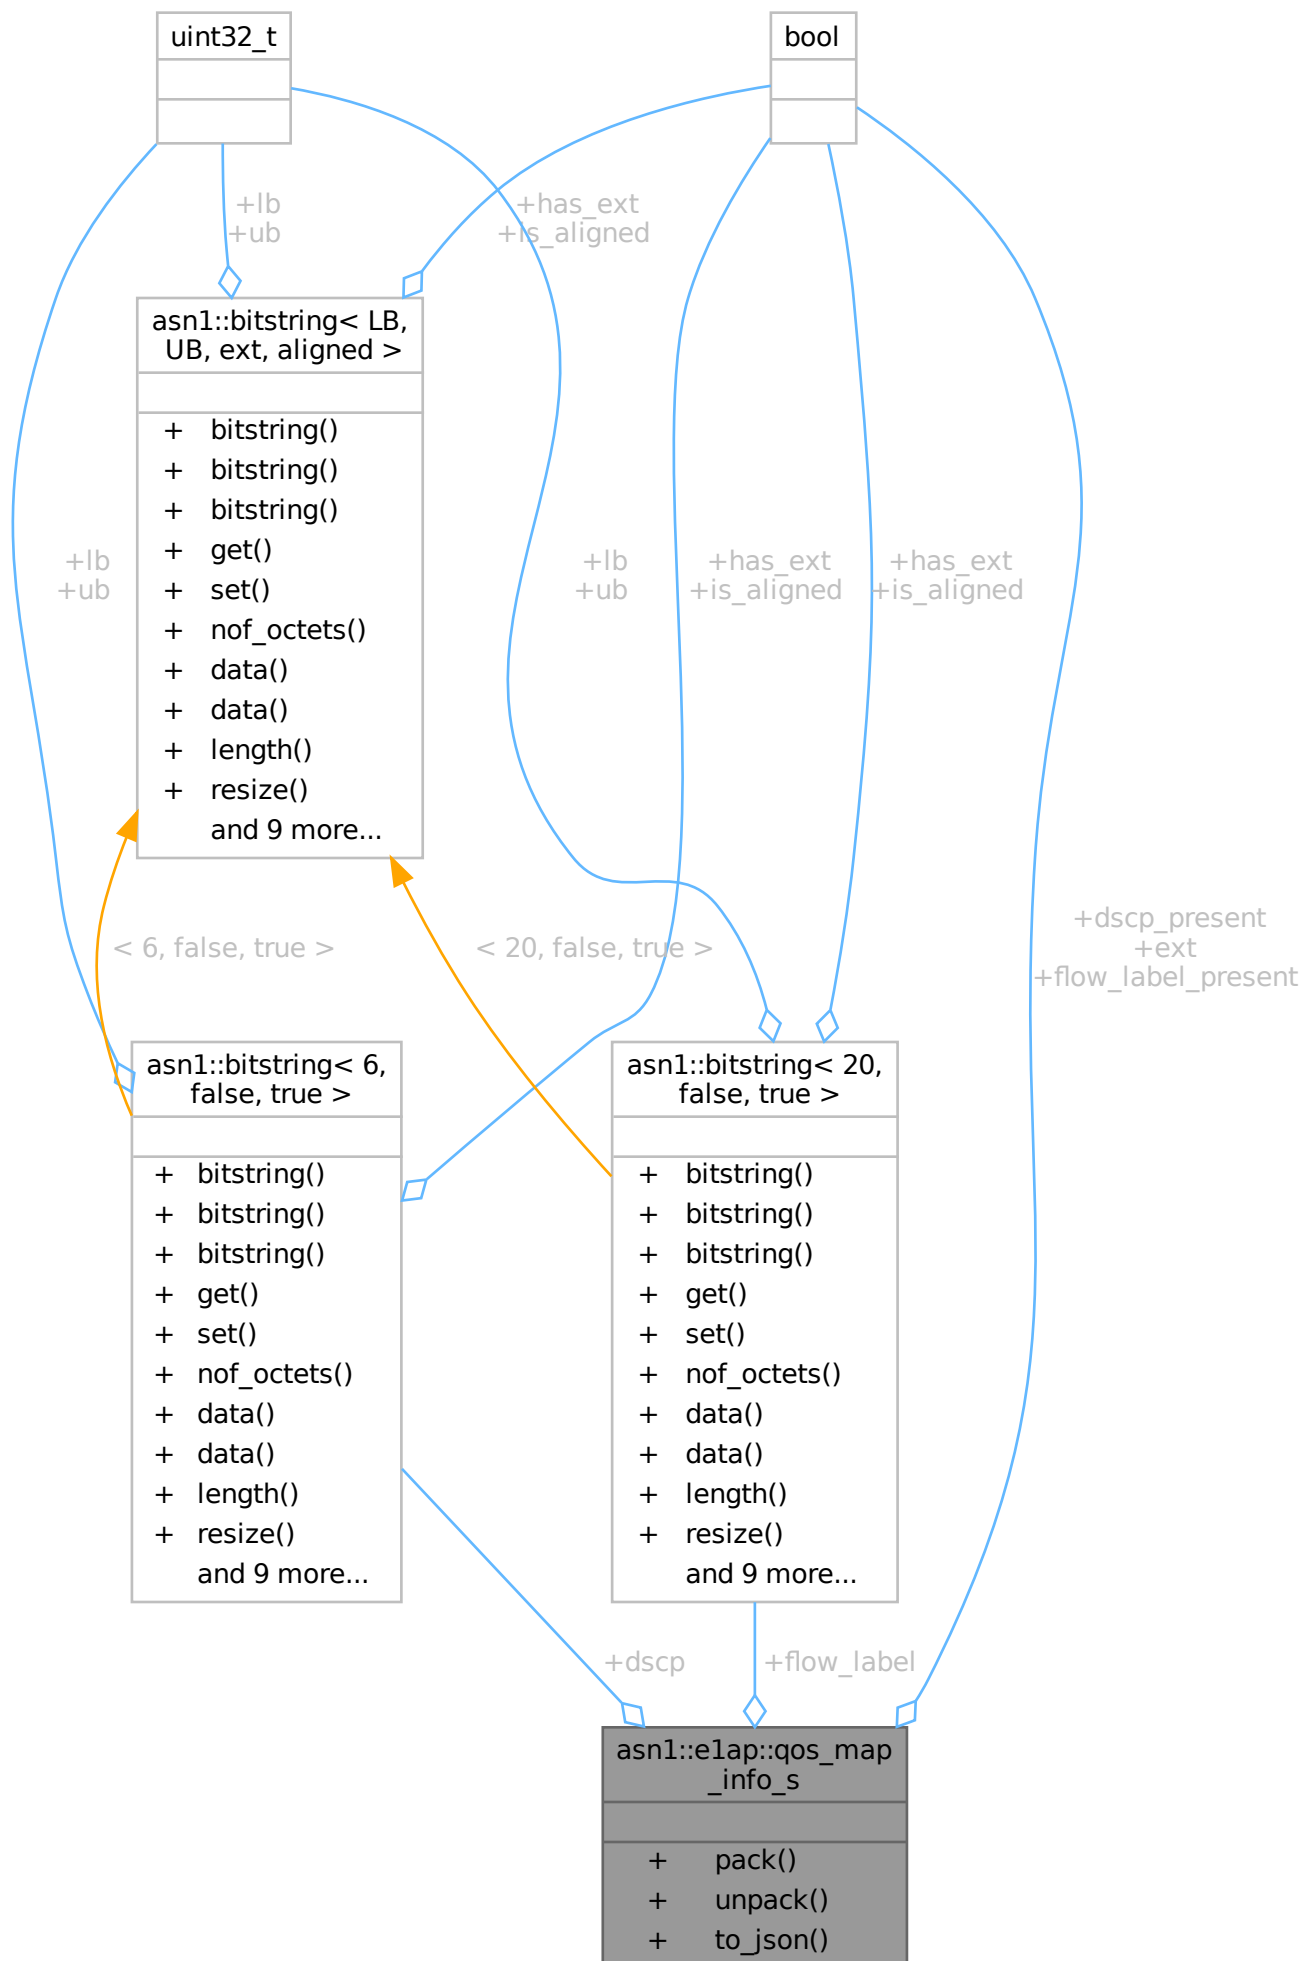 uint32_t
bool
+lb
+ub
+has_ext
+is_aligned
asn1::bitstring< LB,
UB, ext, aligned >
+ bitstring()
+ bitstring()
+ bitstring()
+ get()
+ set()
+ nof_octets()
+ data()
+ data()
+ length()
+ resize()
and 9 more...
+lb
+ub
+lb
+ub
+has_ext
+is_aligned
+has_ext
+is_aligned
+dscp_present
+ext
+flow_label_present
< 6, false, true >
< 20, false, true >
asn1::bitstring< 6,
false, true >
+ bitstring()
+ bitstring()
+ bitstring()
+ get()
+ set()
+ nof_octets()
+ data()
+ data()
+ length()
+ resize()
and 9 more...
asn1::bitstring< 20,
false, true >
+ bitstring()
+ bitstring()
+ bitstring()
+ get()
+ set()
+ nof_octets()
+ data()
+ data()
+ length()
+ resize()
and 9 more...
+dscp
+flow_label
asn1::e1ap::qos_map
_info_s
+ pack()
+ unpack()
+ to_json()